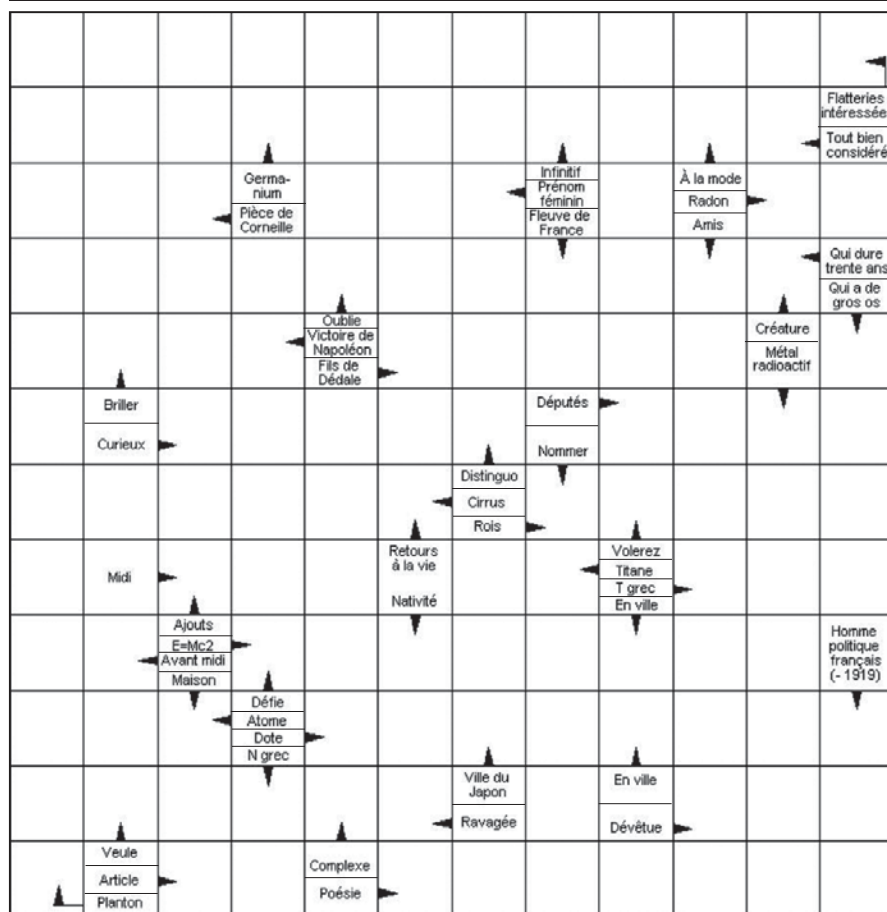 Flatteries
intéressée
Tout bien
considéré
Germa-
nium
Pièce de
Corneille
Infinitif
Prénom
féminin
Fleuve de
France
À la mode
Radon
Amis
Qui dure
trente ans
Qui a de
gros os
Oublie
Victoire de
Napoléon
Fils de
Dédale
Créature
Métal
radioactif
Briller
Curieux
Députés
Nommer
Distinguo
Cirrus
Rois
Midi
Retours
à la vie
Nativité
Volerez
Titane
T grec
En ville
Ajouts
E=Mc2
Avant midi
Maison
Homme
politique
français
(- 1919)
Défie
Atome
Dote
N grec
Ville du
Japon
Ravagée
En ville
Dévêtue
Veule
Article
Planton
Complexe
Poésie